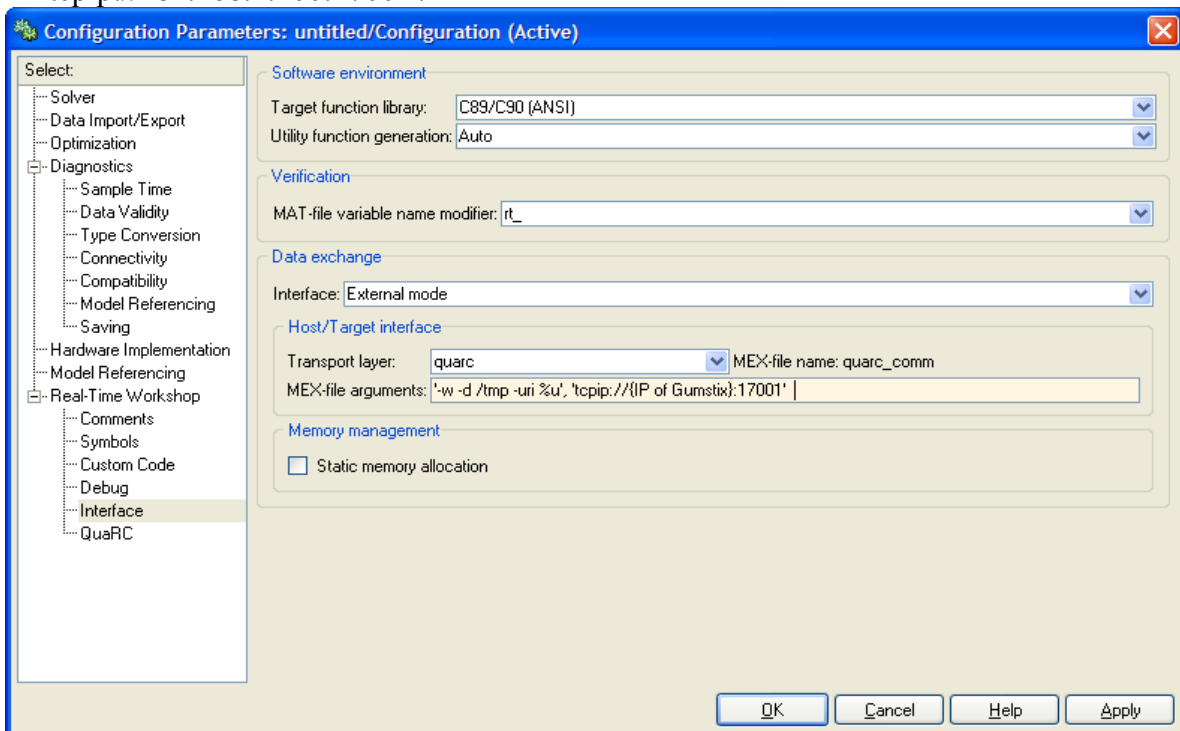 Configuration Parameters: untitled/Configuration (Active)
Select:
Solver
Data Import/Export
Optimization
Diagnostics
Sample Time
Data Validity
Type Conversion
Connectivity
Compatibility
Model Referencing
Saving
Hardware Implementation
Model Referencing
Real-Time Workshop
Comments
Symbols
Custom Code
Debug
Interface
QuaRC
Software environment
Target function library: C89/C90 (ANSI)
Utility function generation: Auto
Verification
MAT-file variable name modifier: rt_
Data exchange
Interface: External mode
Host/Target interface
Transport layer: quarc MEX-file name: quarc_comm
MEX-file arguments: '-w -d /tmp -uri %u', 'tcpip://{IP of Gumstix}:17001'
Memory management
Static memory allocation
OK Cancel Help Apply